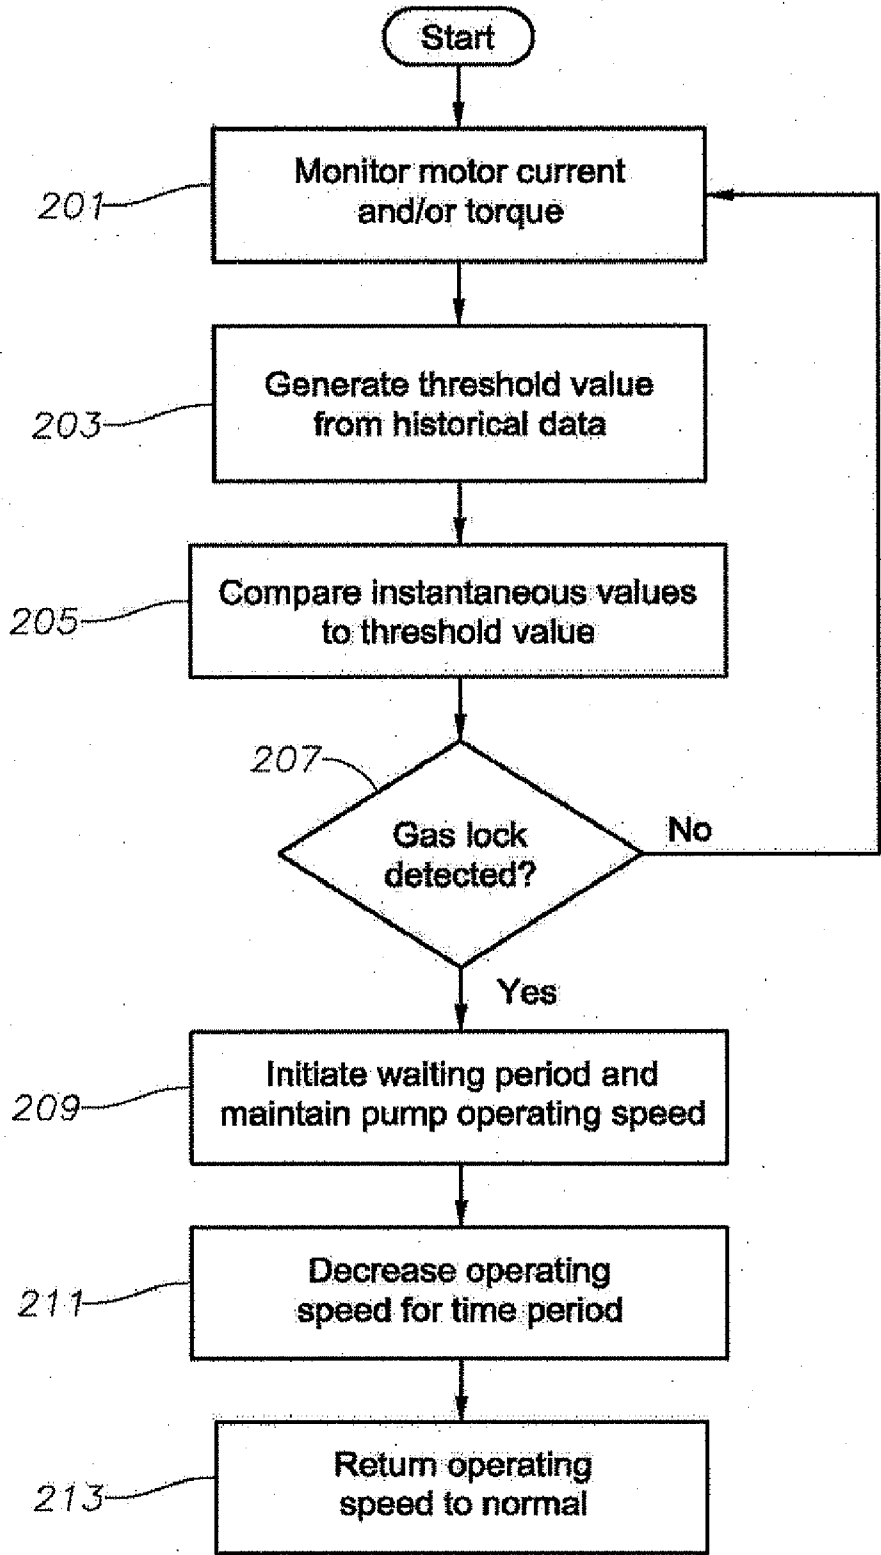 Start
201
Monitor motor current
and/or torque
203
Generate threshold value
from historical data
205
Compare instantaneous values
to threshold value
207
Gas lock
detected?
No
Yes
209
Initiate waiting period and
maintain pump operating speed
211
Decrease operating
speed for time period
213
Return operating
speed to normal